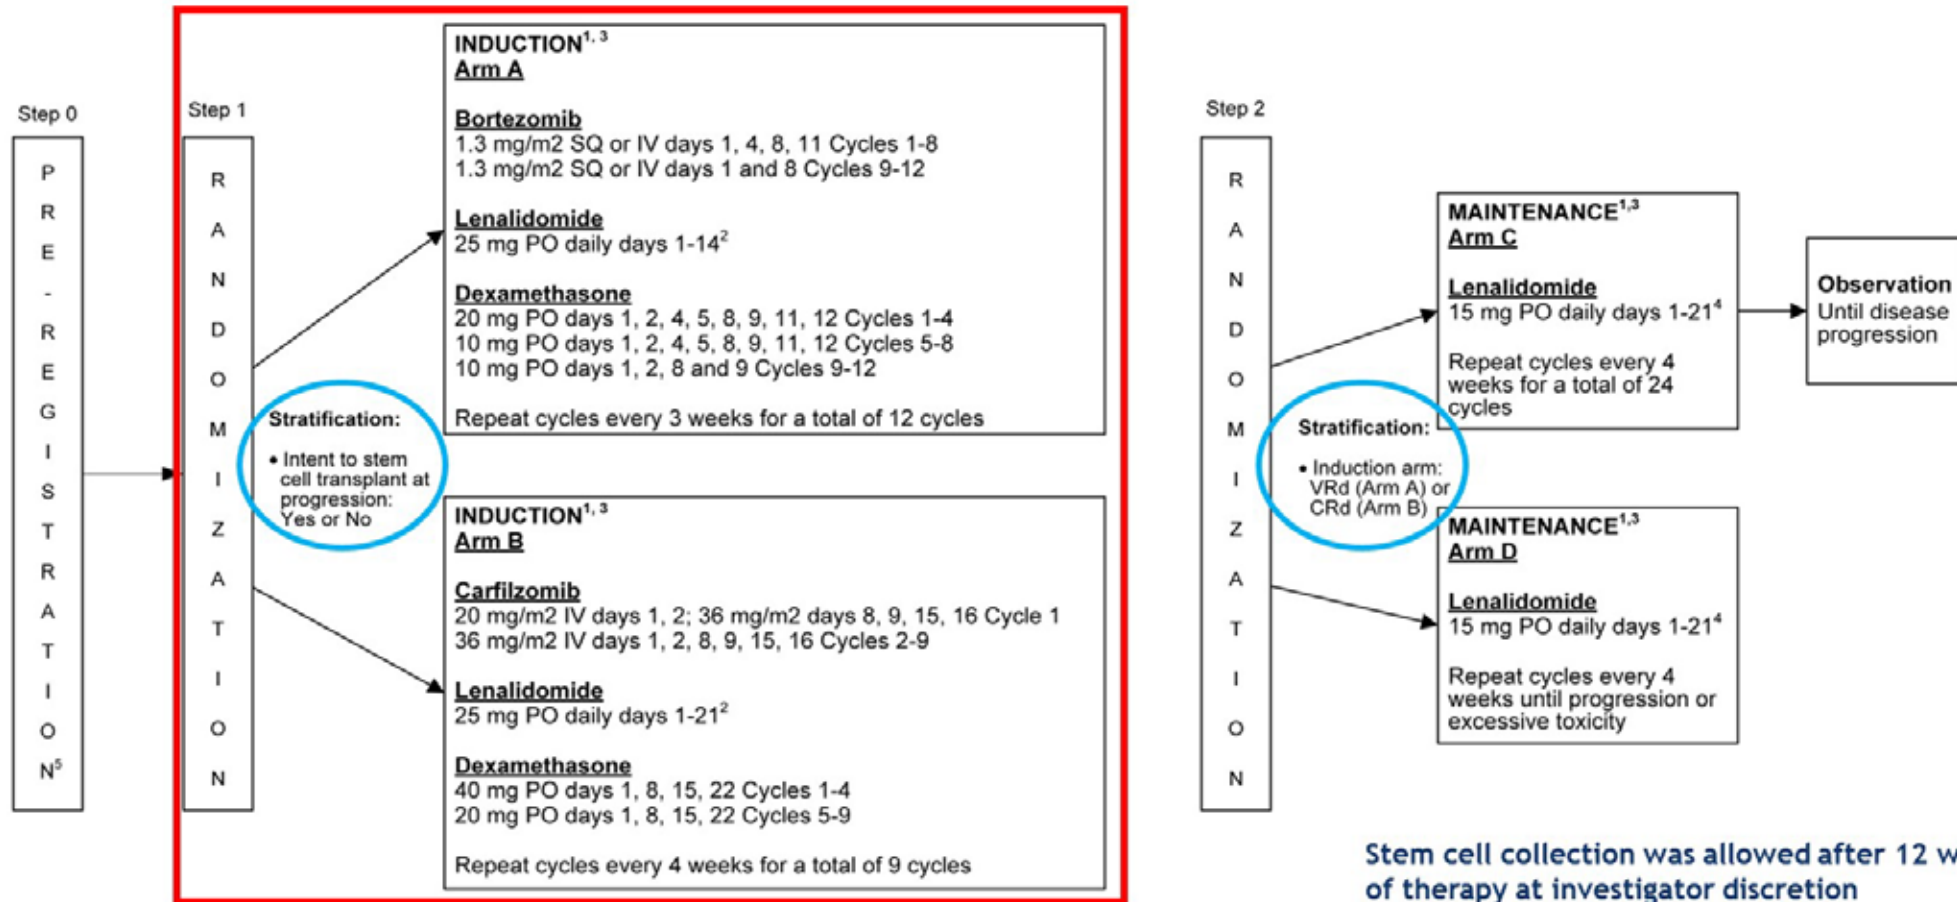 Step 0
PRE-REGISTRATION⁵
Step 1
RANDOMIZATION
Stratification:
• Intent to stem
cell transplant at
progression:
Yes or No
INDUCTION¹, ³
Arm A
Bortezomib
1.3 mg/m2 SQ or IV days 1, 4, 8, 11 Cycles 1-8
1.3 mg/m2 SQ or IV days 1 and 8 Cycles 9-12
Lenalidomide
25 mg PO daily days 1-14²
Dexamethasone
20 mg PO days 1, 2, 4, 5, 8, 9, 11, 12 Cycles 1-4
10 mg PO days 1, 2, 4, 5, 8, 9, 11, 12 Cycles 5-8
10 mg PO days 1, 2, 8 and 9 Cycles 9-12
Repeat cycles every 3 weeks for a total of 12 cycles
INDUCTION¹, ³
Arm B
Carfilzomib
20 mg/m2 IV days 1, 2; 36 mg/m2 days 8, 9, 15, 16 Cycle 1
36 mg/m2 IV days 1, 2, 8, 9, 15, 16 Cycles 2-9
Lenalidomide
25 mg PO daily days 1-21²
Dexamethasone
40 mg PO days 1, 8, 15, 22 Cycles 1-4
20 mg PO days 1, 8, 15, 22 Cycles 5-9
Repeat cycles every 4 weeks for a total of 9 cycles
Step 2
RANDOMIZATION
Stratification:
• Induction arm:
VRd (Arm A) or
CRd (Arm B)
MAINTENANCE¹,³
Arm C
Lenalidomide
15 mg PO daily days 1-21⁴
Repeat cycles every 4
weeks for a total of 24
cycles
MAINTENANCE¹,³
Arm D
Lenalidomide
15 mg PO daily days 1-21⁴
Repeat cycles every 4
weeks until progression or
excessive toxicity
Observation
Until disease
progression
Stem cell collection was allowed after 12 w
of therapy at investigator discretion